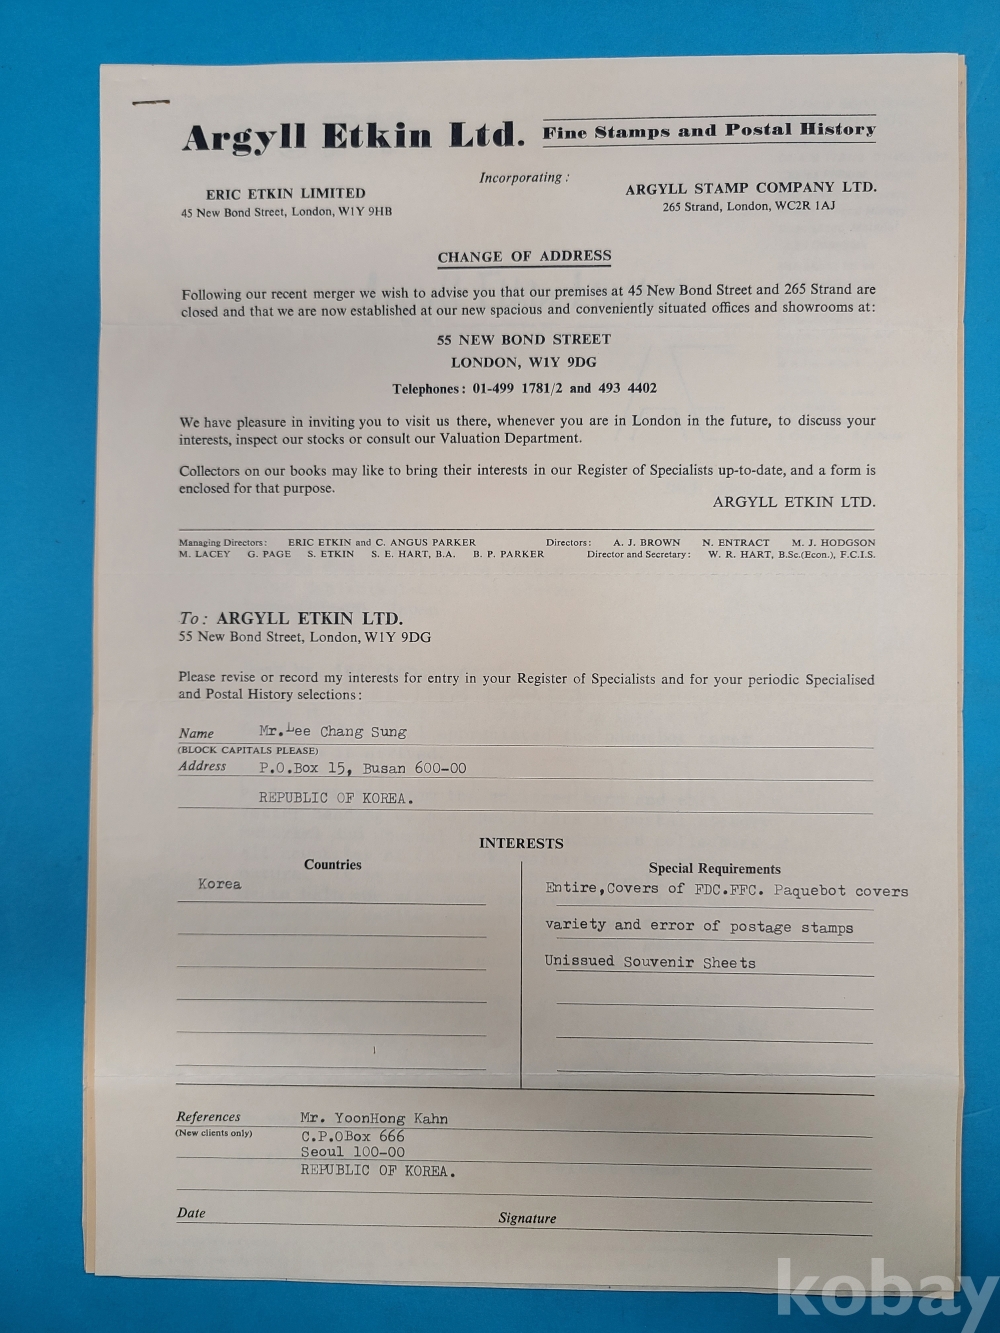 Argyll Etkin Ltd. Fine Stamps and Postal History
Incorporating :
ERIC ETKIN LIMITED
45 New Bond Street, London, W1Y 9HB
ARGYLL STAMP COMPANY LTD.
265 Strand, London, WC2R 1AJ
CHANGE OF ADDRESS
Following our recent merger we wish to advise you that our premises at 45 New Bond Street and 265 Strand are
closed and that we are now established at our new spacious and conveniently situated offices and showrooms at:
55 NEW BOND STREET
LONDON, W1Y 9DG
Telephones: 01-499 1781/2 and 493 4402
We have pleasure in inviting you to visit us there, whenever you are in London in the future, to discuss your
interests, inspect our stocks or consult our Valuation Department.
Collectors on our books may like to bring their interests in our Register of Specialists up-to-date, and a form is
enclosed for that purpose.
ARGYLL ETKIN LTD.
Managing Directors: ERIC ETKIN and C. ANGUS PARKER Directors: A. J. BROWN N. ENTRACT M. J. HODGSON
M. LACEY G. PAGE S. ETKIN S. E. HART, B.A. B. P. PARKER Director and Secretary: W. R. HART, B.Sc.(Econ.), F.C.I.S.
To: ARGYLL ETKIN LTD.
55 New Bond Street, London, W1Y 9DG
Please revise or record my interests for entry in your Register of Specialists and for your periodic Specialised
and Postal History selections:
Name Mr.Lee Chang Sung
(BLOCK CAPITALS PLEASE)
Address P.O.Box 15, Busan 600-00
REPUBLIC OF KOREA.
INTERESTS
Countries
Korea
Special Requirements
Entire,Covers of FDC.FFC. Paquebot covers
variety and error of postage stamps
Unissued Souvenir Sheets
References Mr. YoonHong Kahn
(New clients only) C.P.OBox 666
Seoul 100-00
REPUBLIC OF KOREA.
Date Signature
kobay